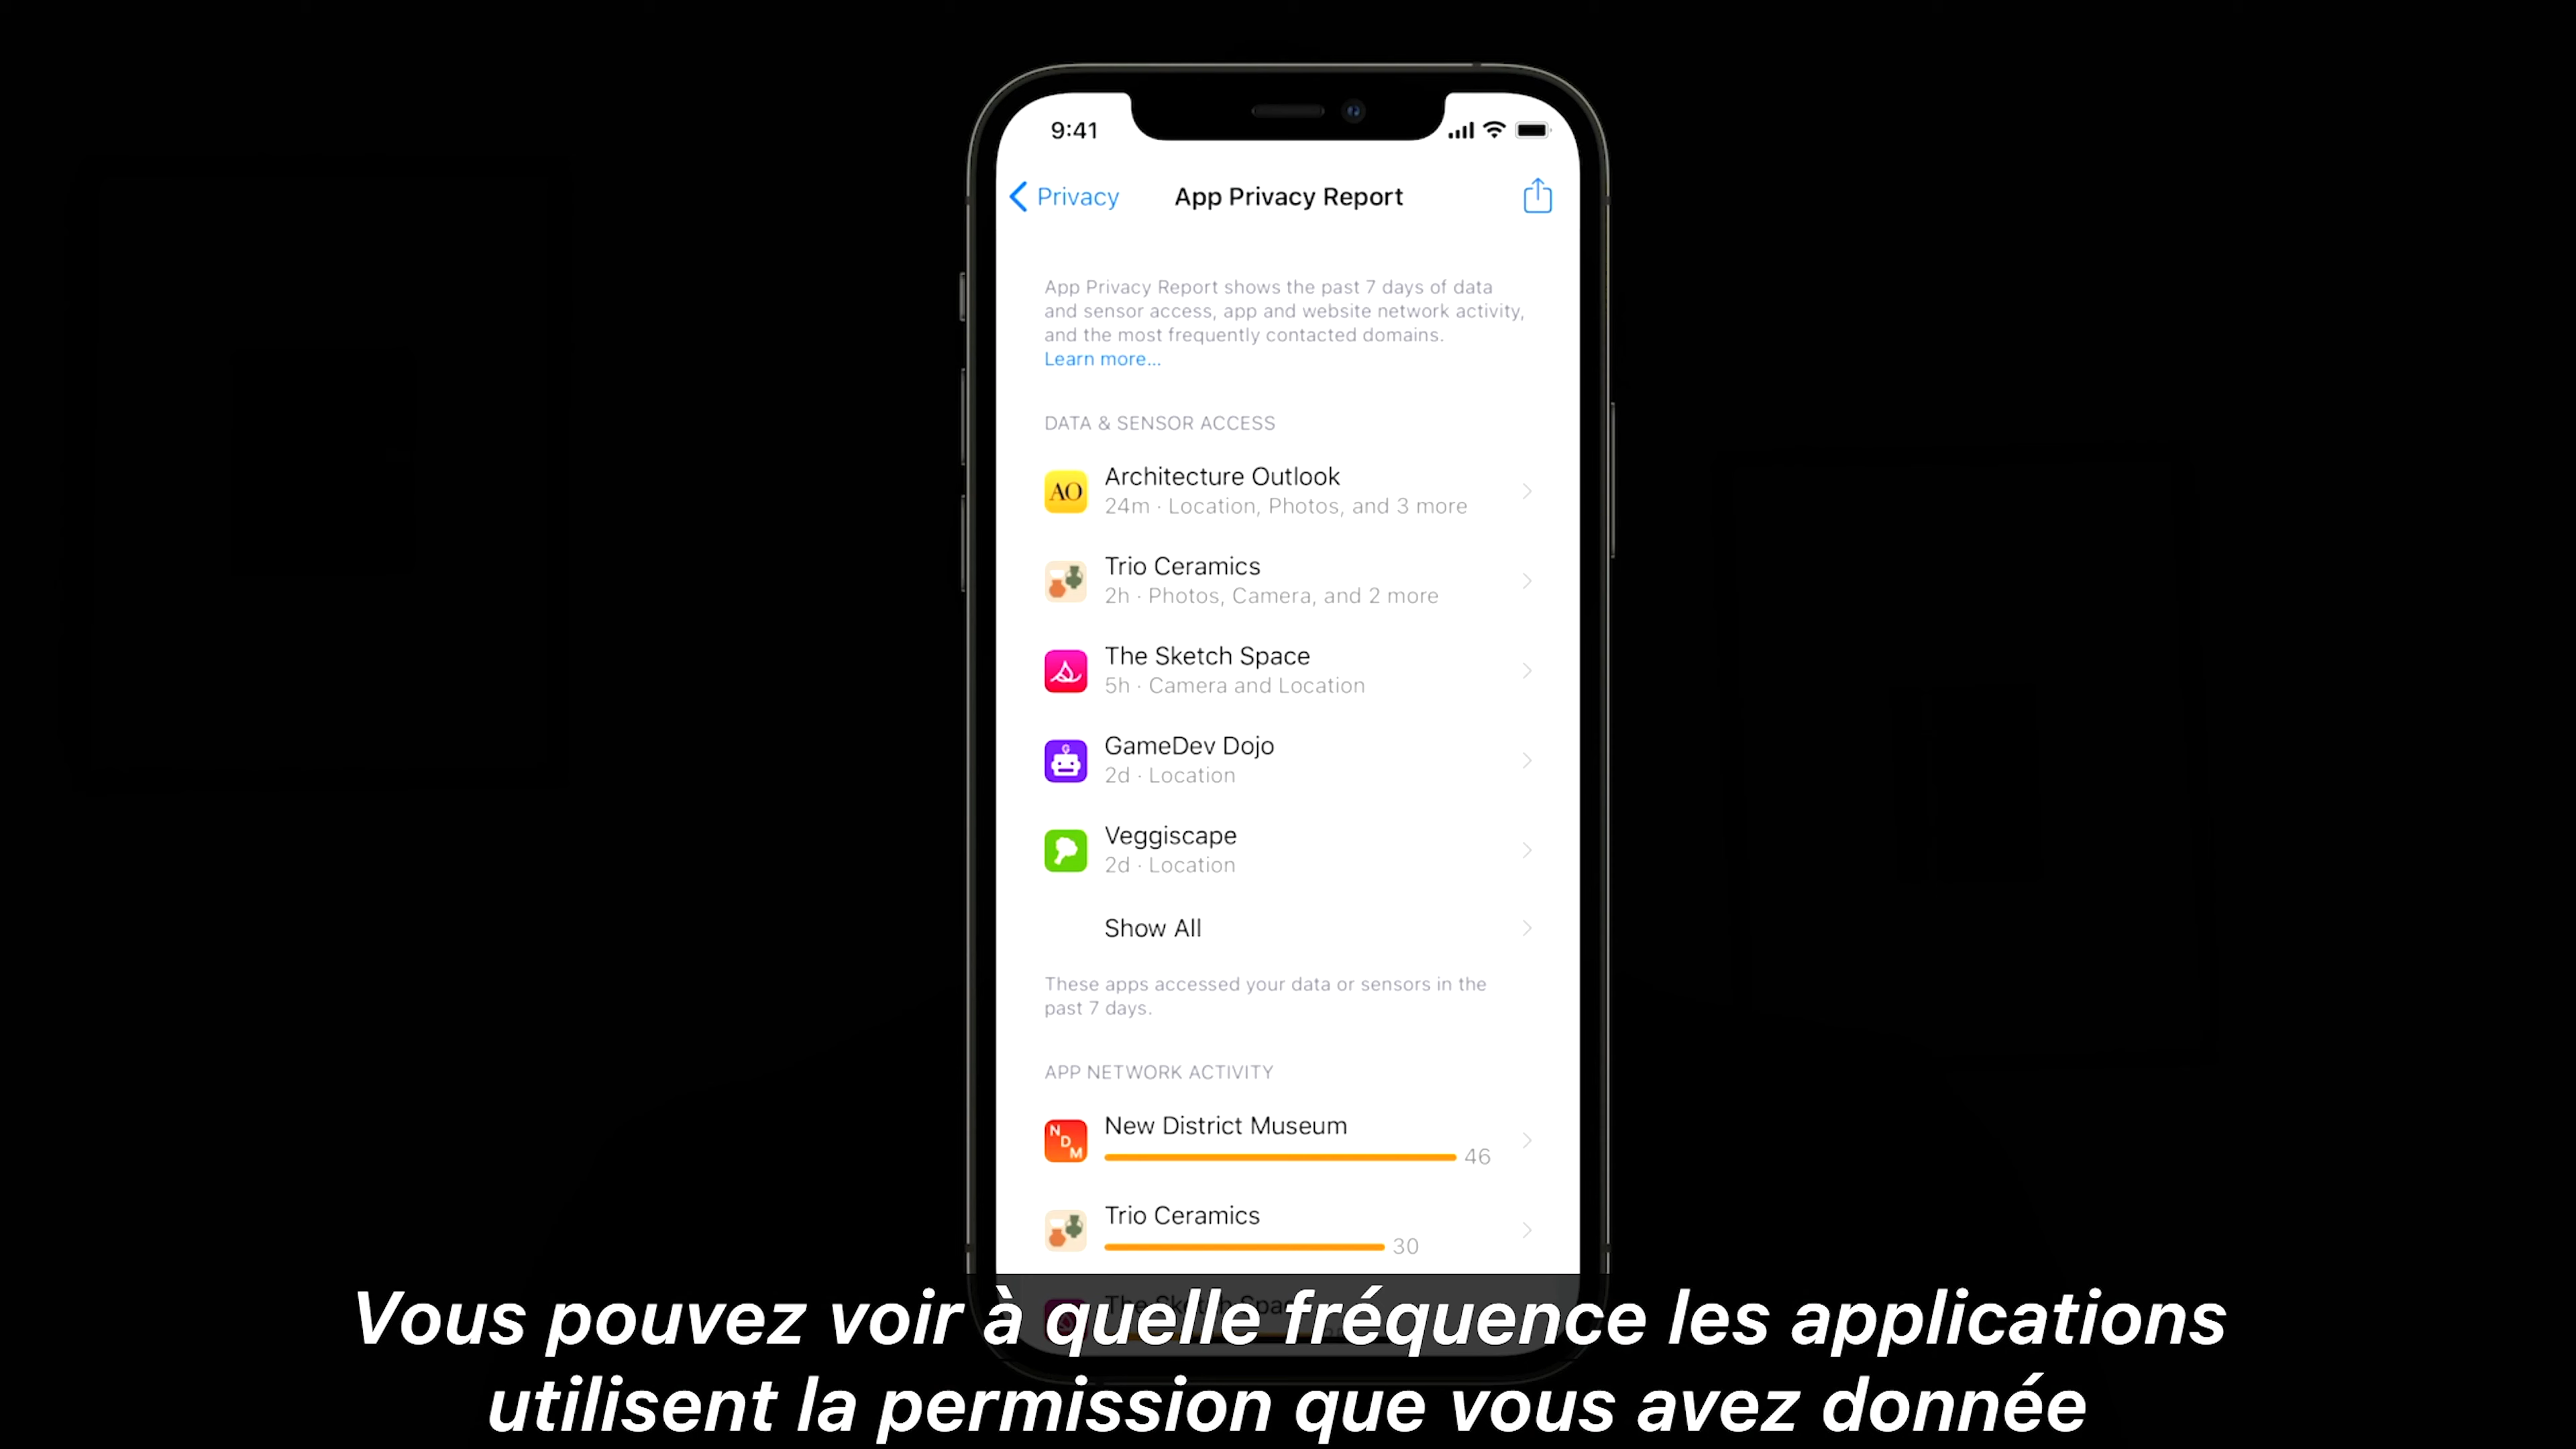 9:41
Privacy
App Privacy Report
App Privacy Report shows the past 7 days of data
and sensor access, app and website network activity,
and the most frequently contacted domains.
Learn more...
DATA & SENSOR ACCESS
AO
Architecture Outlook
24m · Location, Photos, and 3 more
Trio Ceramics
2h · Photos, Camera, and 2 more
The Sketch Space
5h · Camera and Location
G
GameDev Dojo
2d · Location
Veggiscape
2d · Location
Show All
These apps accessed your data or sensors in the
past 7 days.
APP NETWORK ACTIVITY
NDM
New District Museum
46
Trio Ceramics
30
The Sketch Space
Vous pouvez voir à quelle fréquence les applications
utilisent la permission que vous avez donnée